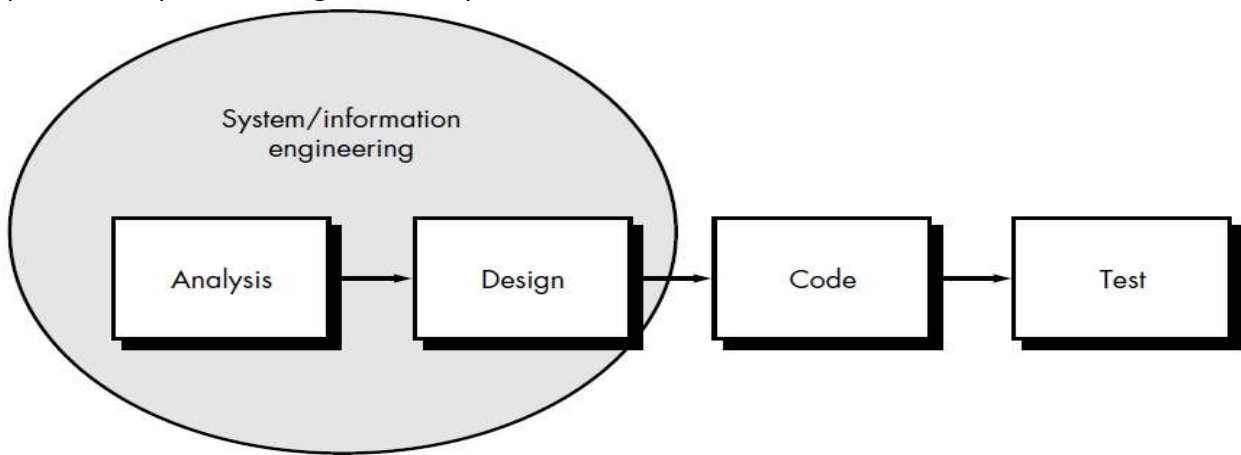 System/information
engineering
Analysis
Design
Code
Test